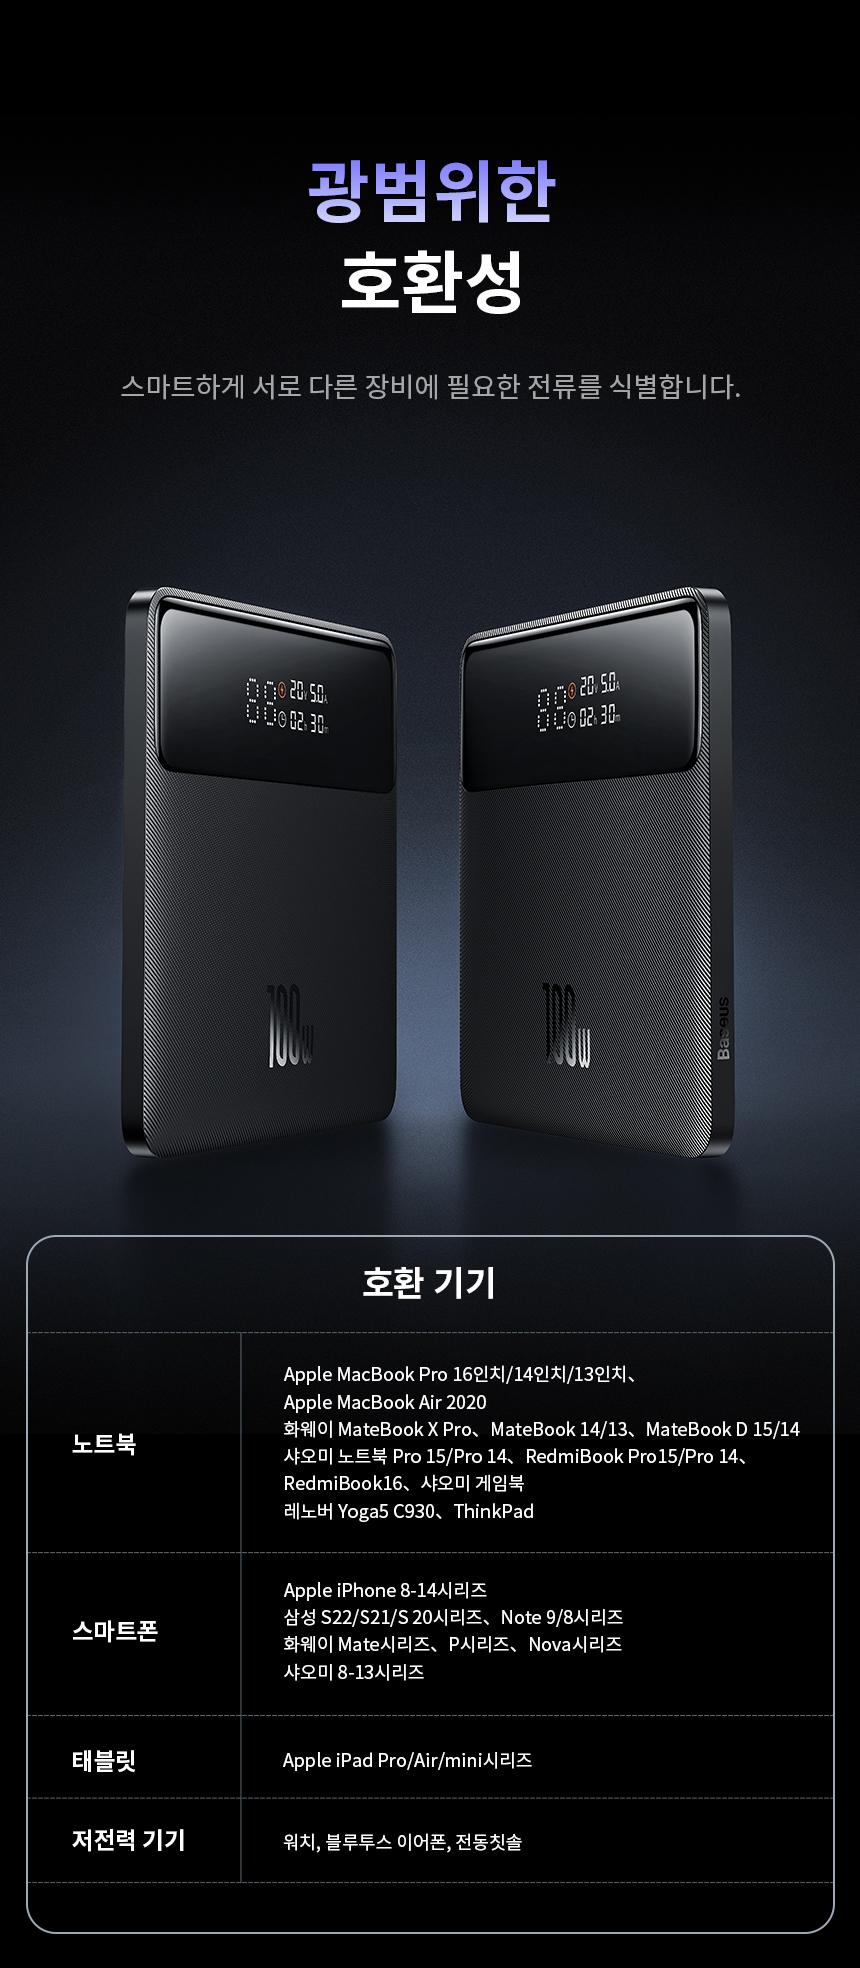 광범위한
호환성
스마트하게 서로 다른 장비에 필요한 전류를 식별합니다.
88 20V 5.0A
02h 30m
88 20V 5.0A
02h 30m
100W
100W
Baseus
호환 기기
노트북
Apple MacBook Pro 16인치/14인치/13인치、
Apple MacBook Air 2020
화웨이 MateBook X Pro、MateBook 14/13、MateBook D 15/14
샤오미 노트북 Pro 15/Pro 14、RedmiBook Pro15/Pro 14、
RedmiBook16、샤오미 게임북
레노버 Yoga5 C930、ThinkPad
스마트폰
Apple iPhone 8-14시리즈
삼성 S22/S21/S 20시리즈、Note 9/8시리즈
화웨이 Mate시리즈、P시리즈、Nova시리즈
샤오미 8-13시리즈
태블릿
Apple iPad Pro/Air/mini시리즈
저전력 기기
워치, 블루투스 이어폰, 전동칫솔